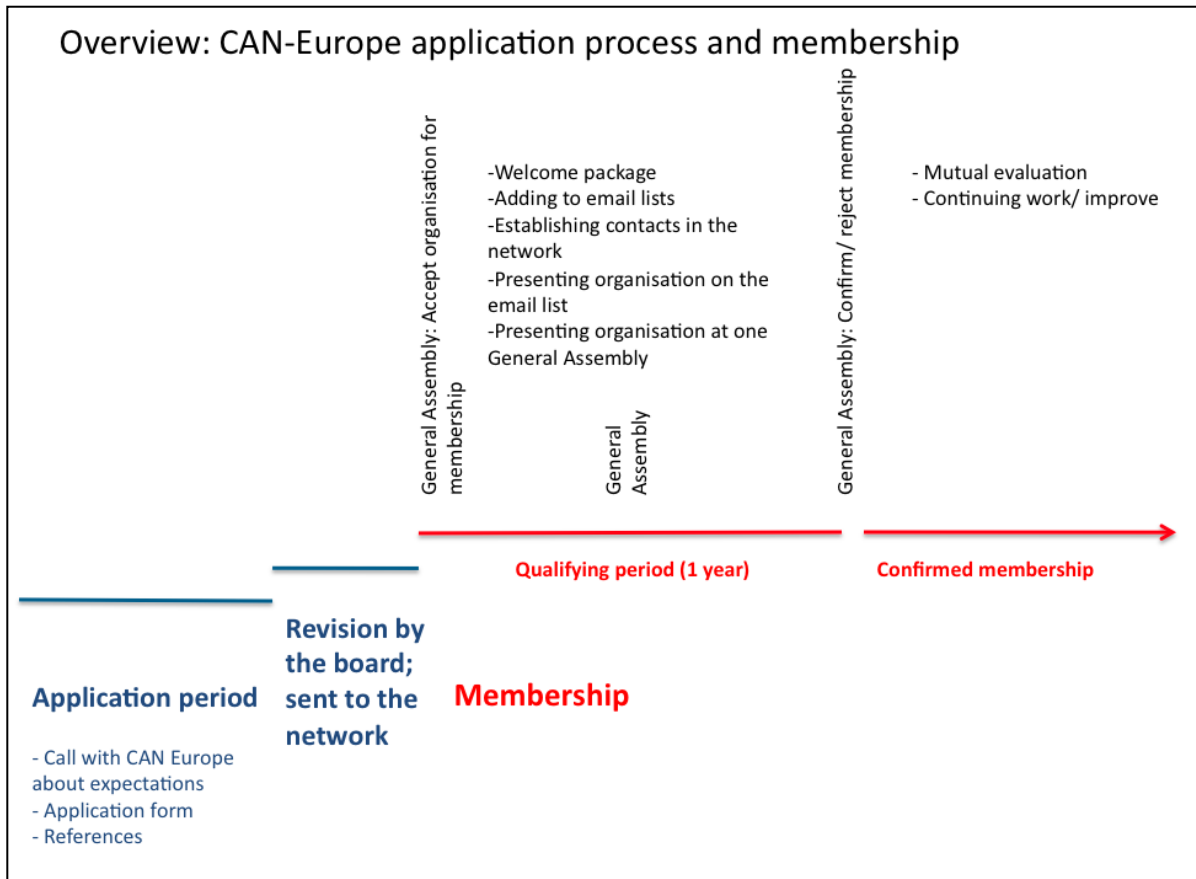 Overview: CAN-Europe application process and membership
General Assembly: Accept organisation for
membership
-Welcome package
-Adding to email lists
-Establishing contacts in the
network
-Presenting organisation on the
email list
-Presenting organisation at one
General Assembly
General
Assembly
General Assembly: Confirm/ reject membership
- Mutual evaluation
- Continuing work/ improve
Qualifying period (1 year)
Confirmed membership
Application period
- Call with CAN Europe
about expectations
- Application form
- References
Revision by
the board;
sent to the
network
Membership